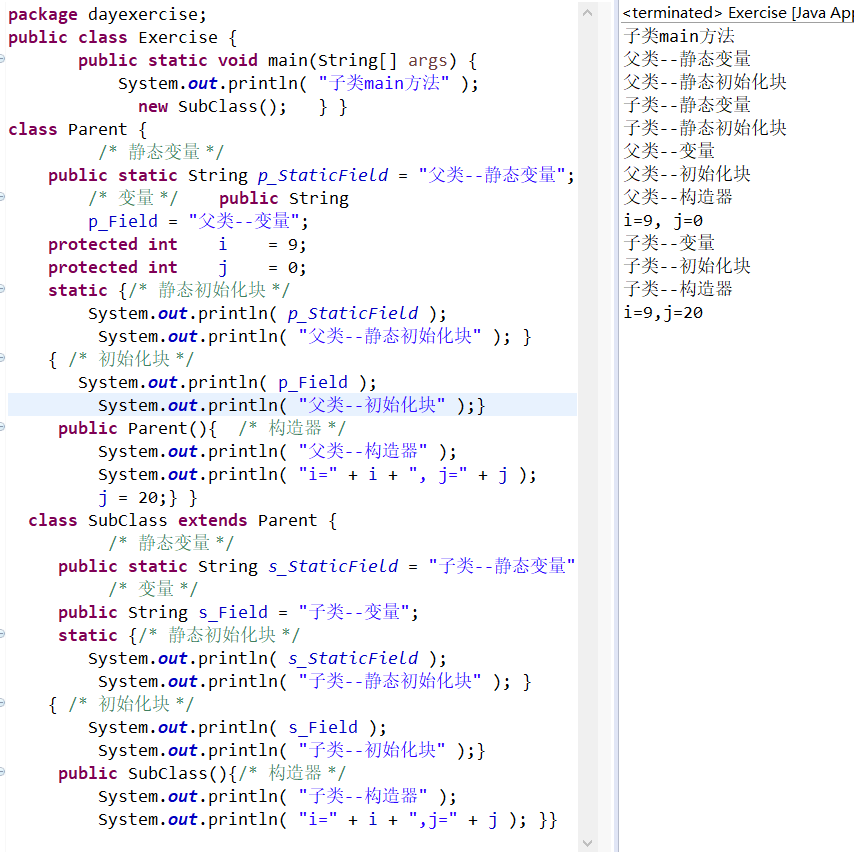 package dayexercise;
public class Exercise {
public static void main(String[] args) {
System.out.println( "子类main方法" );
new SubClass();   } }
class Parent {
/* 静态变量 */
public static String p_StaticField = "父类--静态变量";
/* 变量 */    public String
p_Field = "父类--变量";
protected int    i    = 9;
protected int    j    = 0;
static {/* 静态初始化块 */
System.out.println( p_StaticField );
System.out.println( "父类--静态初始化块" ); }
{ /* 初始化块 */
System.out.println( p_Field );
System.out.println( "父类--初始化块" );}
public Parent(){  /* 构造器 */
System.out.println( "父类--构造器" );
System.out.println( "i=" + i + ", j=" + j );
j = 20;} }
class SubClass extends Parent {
/* 静态变量 */
public static String s_StaticField = "子类--静态变量"
/* 变量 */
public String s_Field = "子类--变量";
static {/* 静态初始化块 */
System.out.println( s_StaticField );
System.out.println( "子类--静态初始化块" ); }
{ /* 初始化块 */
System.out.println( s_Field );
System.out.println( "子类--初始化块" );}
public SubClass(){/* 构造器 */
System.out.println( "子类--构造器" );
System.out.println( "i=" + i + ",j=" + j ); }}
<terminated> Exercise [Java App
子类main方法
父类--静态变量
父类--静态初始化块
子类--静态变量
子类--静态初始化块
父类--变量
父类--初始化块
父类--构造器
i=9, j=0
子类--变量
子类--初始化块
子类--构造器
i=9,j=20